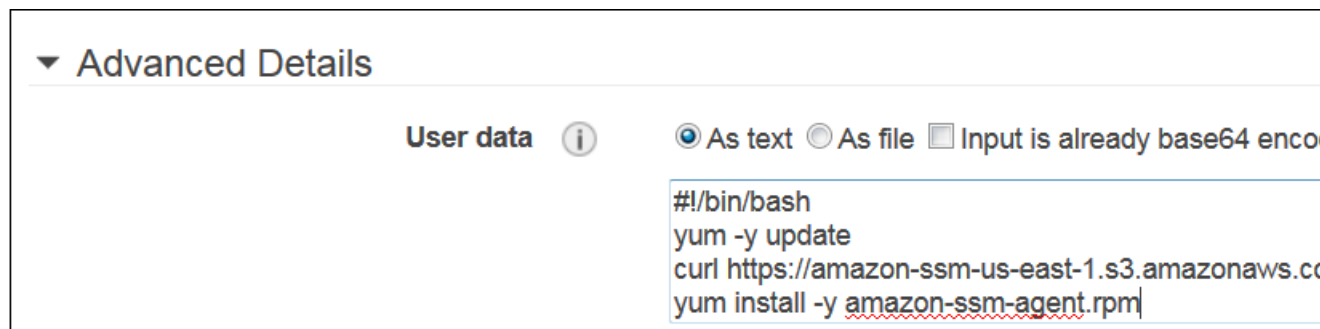 Advanced Details
User data i As text As file Input is already base64 enco
#!/bin/bash
yum -y update
curl https://amazon-ssm-us-east-1.s3.amazonaws.co
yum install -y amazon-ssm-agent.rpm